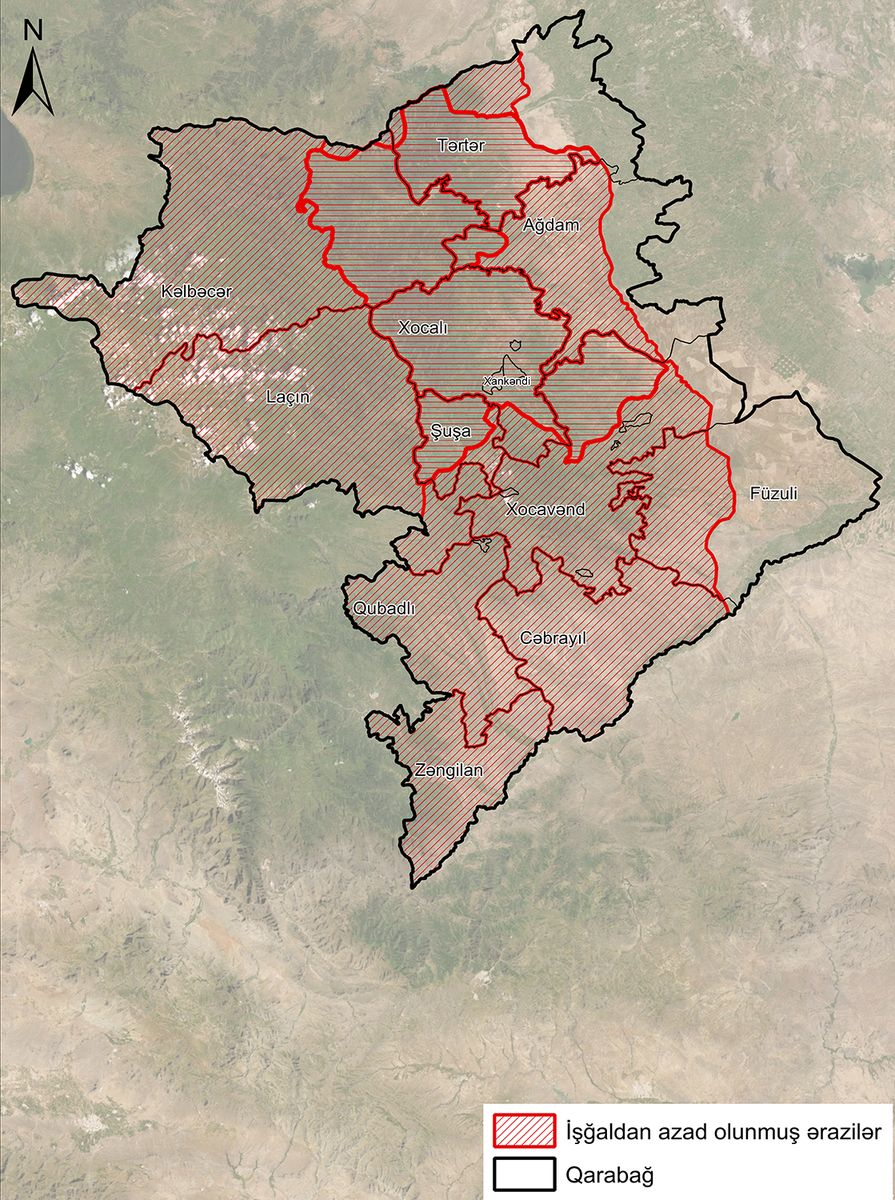 N
Tərtər
Ağdam
Kəlbəcər
Xocalı
Xankəndi
Laçın
Şuşa
Füzuli
Xocavənd
Qubadlı
Cəbrayıl
Zəngilan
İşğaldan azad olunmuş ərazilər
Qarabağ